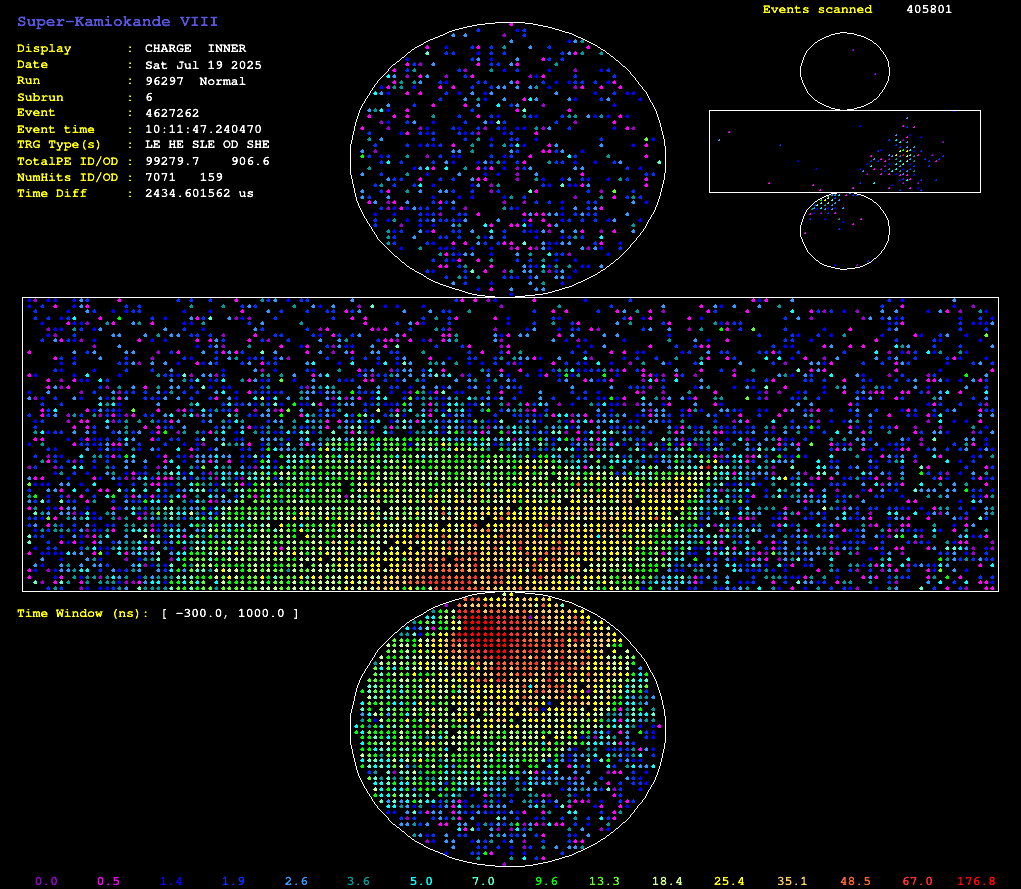 Super-Kamiokande VIII
Events scanned 405801
Display : CHARGE INNER
Date : Sat Jul 19 2025
Run : 96297 Normal
Subrun : 6
Event : 4627262
Event time : 10:11:47.240470
TRG Type(s) : LE HE SLE OD SHE
TotalPE ID/OD : 99279.7 906.6
NumHits ID/OD : 7071 159
Time Diff : 2434.601562 us
Time Window (ns): [ -300.0, 1000.0 ]
0.0 0.5 1.4 1.9 2.6 3.6 5.0 7.0 9.6 13.3 18.4 25.4 35.1 48.5 67.0 176.8